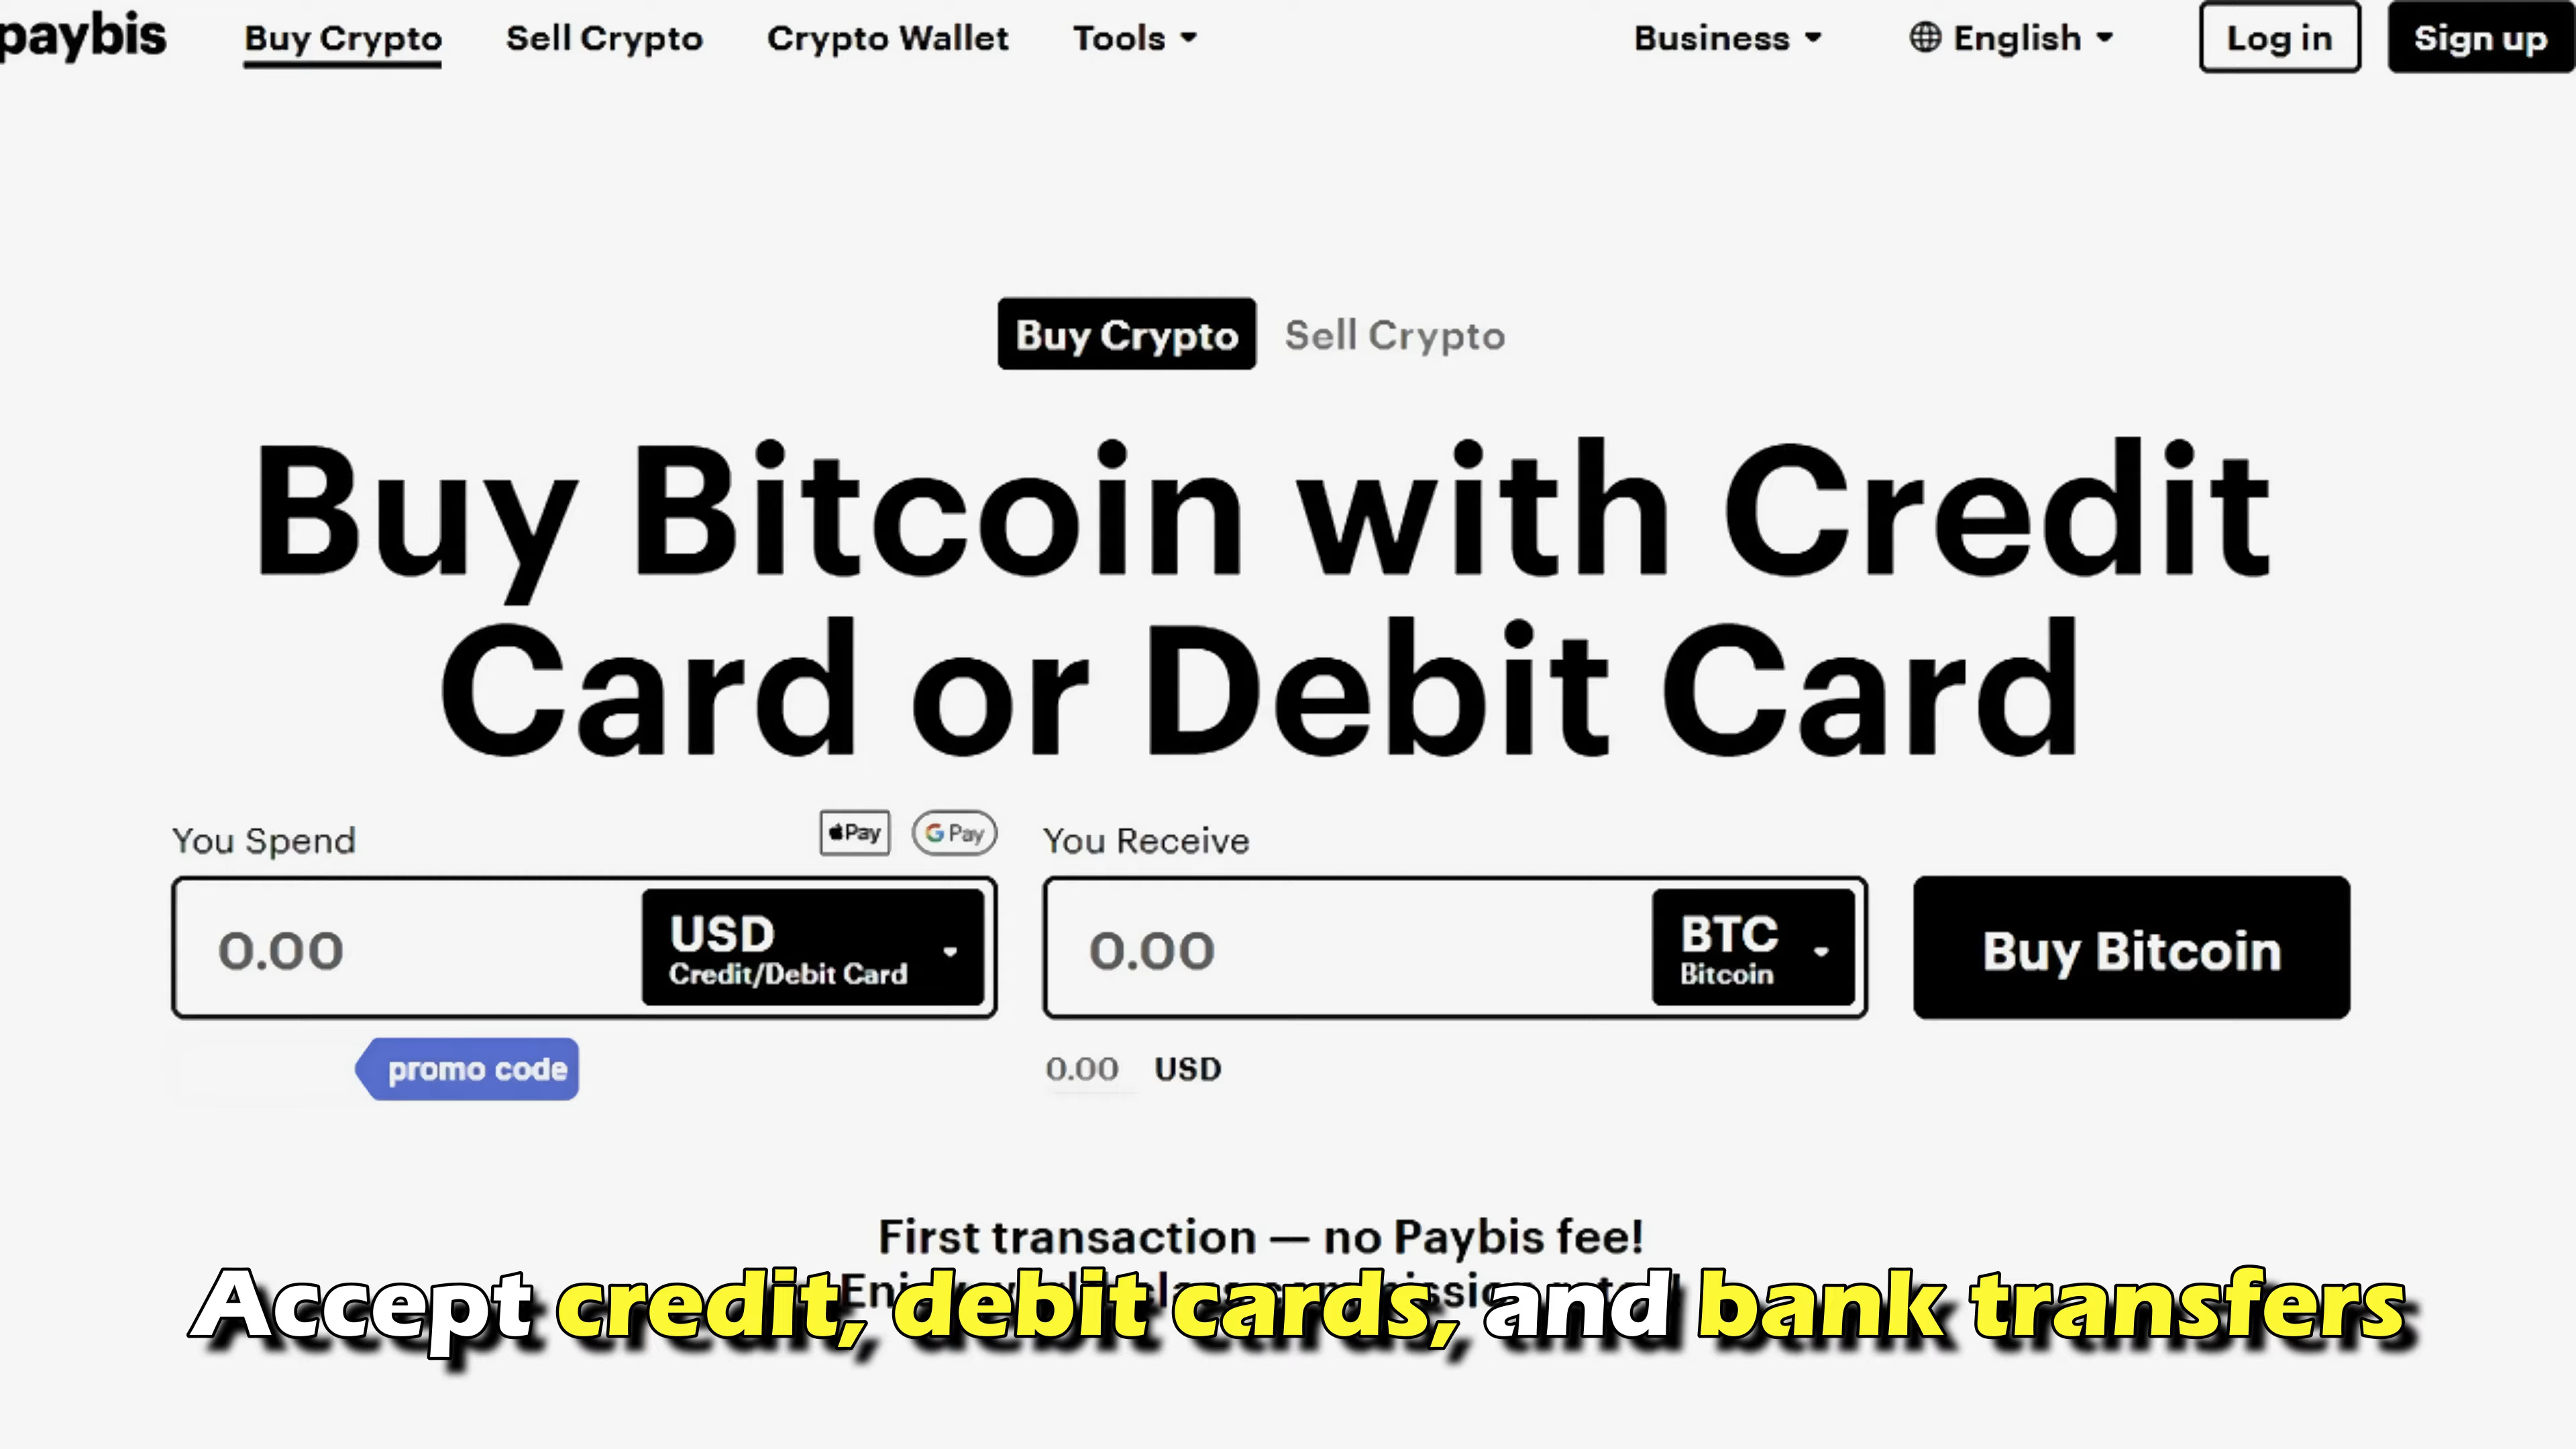 paybis
Buy Crypto
Sell Crypto
Crypto Wallet
Tools
Business
English
Log in
Sign up
Buy Crypto
Sell Crypto
Buy Bitcoin with Credit
Card or Debit Card
You Spend
Pay
G Pay
You Receive
0.00
USD
Credit/Debit Card
0.00
BTC
Bitcoin
Buy Bitcoin
promo code
0.00 USD
First transaction — no Paybis fee!
Accept credit, debit cards, and bank transfers